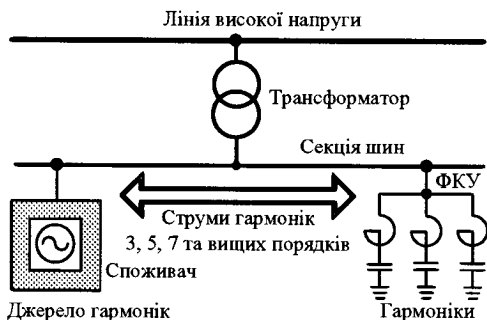 Лінія високої напруги
Трансформатор
Секція шин
ФКУ
Струми гармонік
3, 5, 7 та вищих порядків
Споживач
Джерело гармонік
Гармоніки